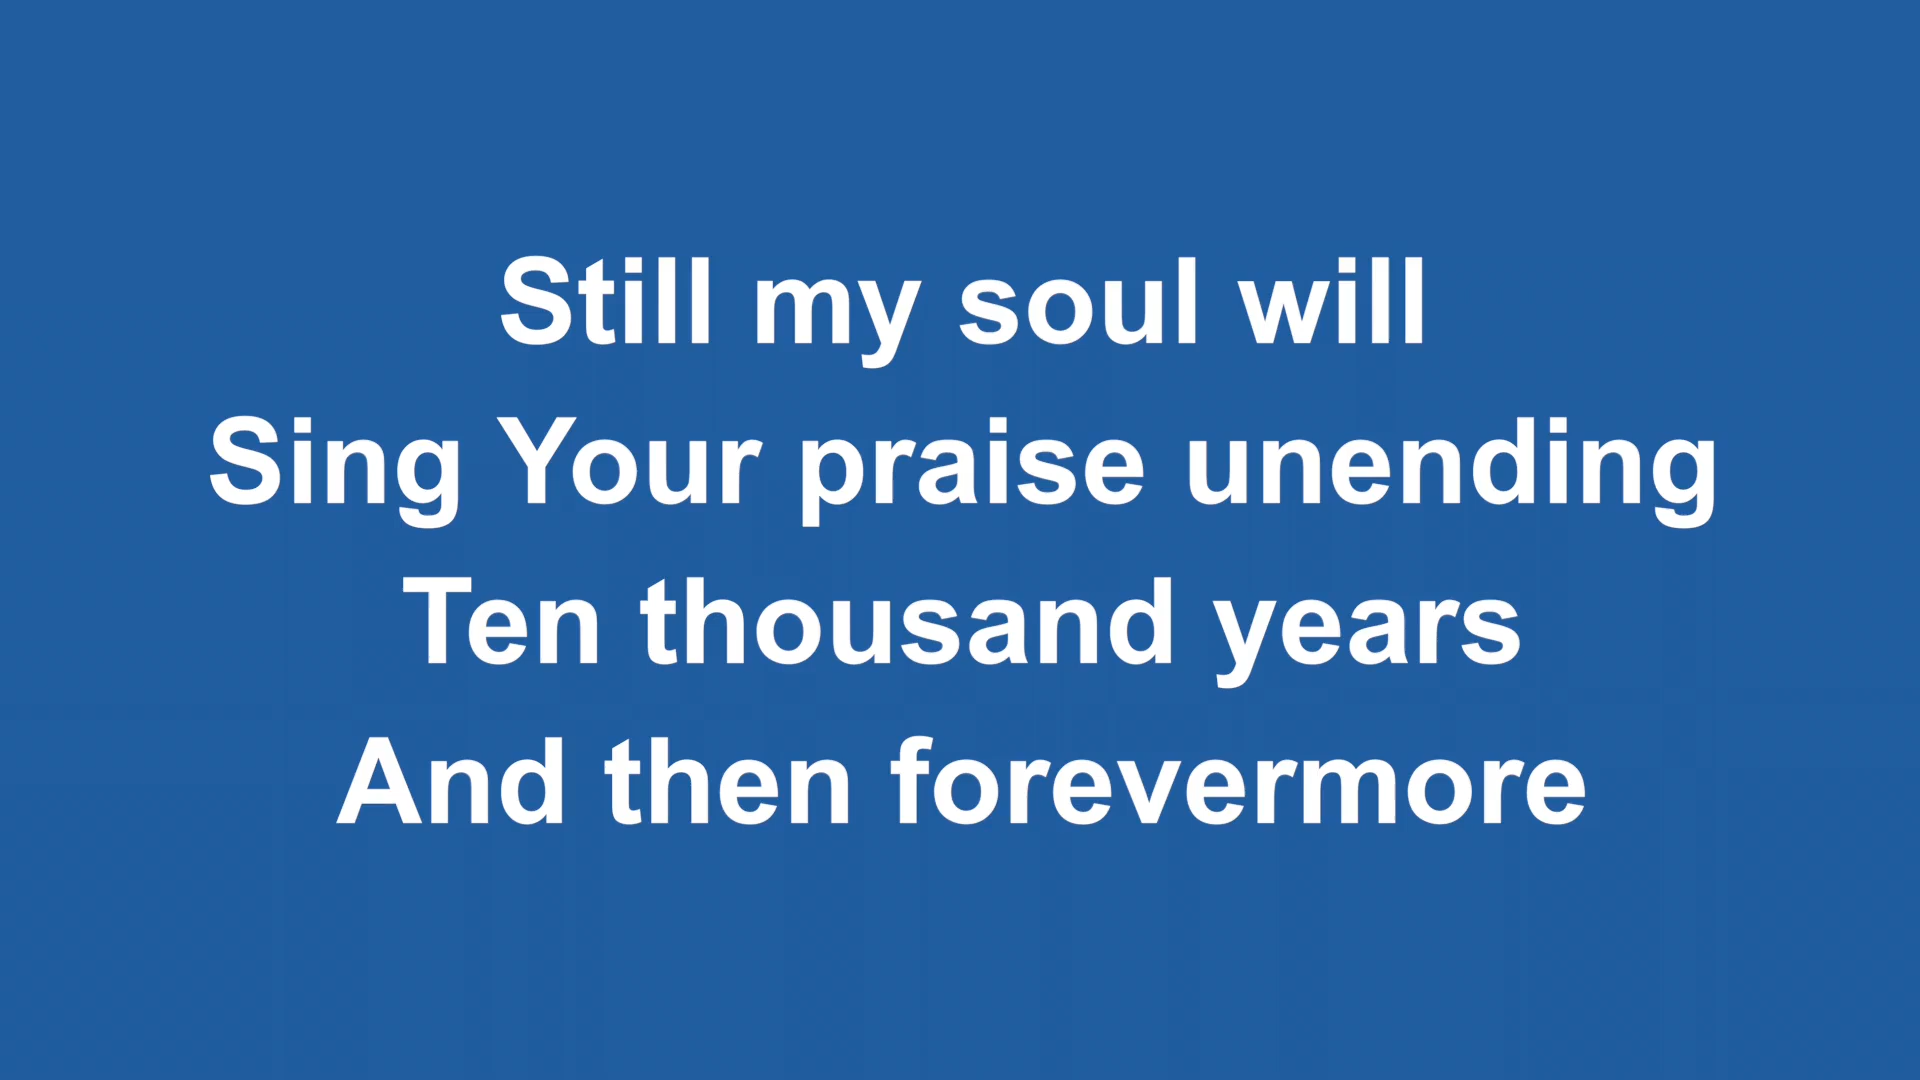 Still my soul will
Sing Your praise unending
Ten thousand years
And then forevermore